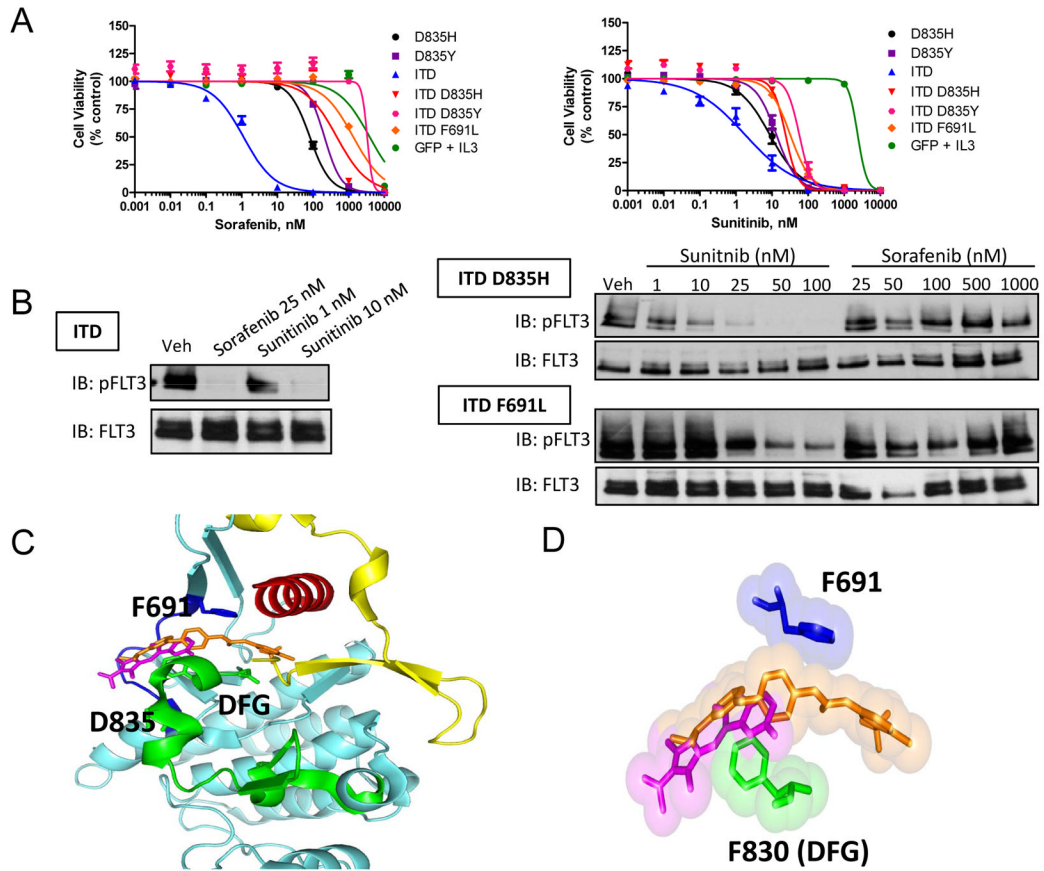 A
150
125
100
75
50
25
0
Cell Viability
(% control)
0.001 0.01 0.1 1 10 100 1000 10000
Sorafenib, nM
D835H
D835Y
ITD
ITD D835H
ITD D835Y
ITD F691L
GFP + IL3
150
125
100
75
50
25
0
Cell Viability
(% control)
0.001 0.01 0.1 1 10 100 1000 10000
Sunitinib, nM
D835H
D835Y
ITD
ITD D835H
ITD D835Y
ITD F691L
GFP + IL3
B
ITD
Veh
Sorafenib 25 nM
Sunitinib 1 nM
Sunitinib 10 nM
IB: pFLT3
IB: FLT3
ITD D835H
Sunitnib (nM) Sorafenib (nM)
Veh 1 10 25 50 100 25 50 100 500 1000
IB: pFLT3
IB: FLT3
ITD F691L
IB: pFLT3
IB: FLT3
C
F691
DFG
D835
D
F691
F830 (DFG)